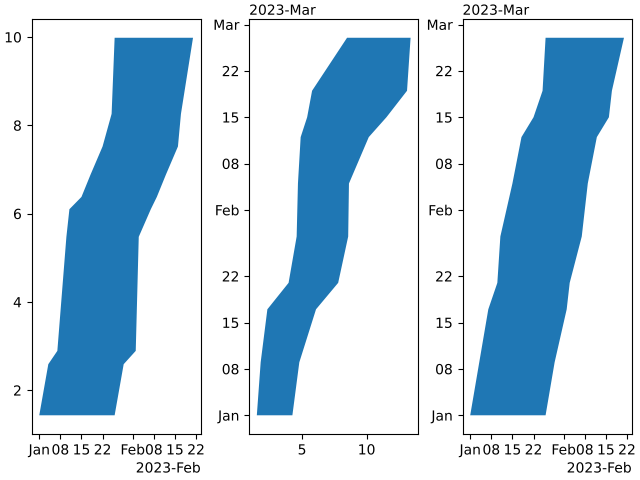 2023-Mar 2023-Mar
10 Mar Mar
22 22
8 15 15
08 08
6 Feb Feb
4 22 22
15 15
2 08 08
Jan Jan
Jan 08 15 22 Feb 08 15 22 5 10 Jan 08 15 22 Feb 08 15 22
2023-Feb 2023-Feb